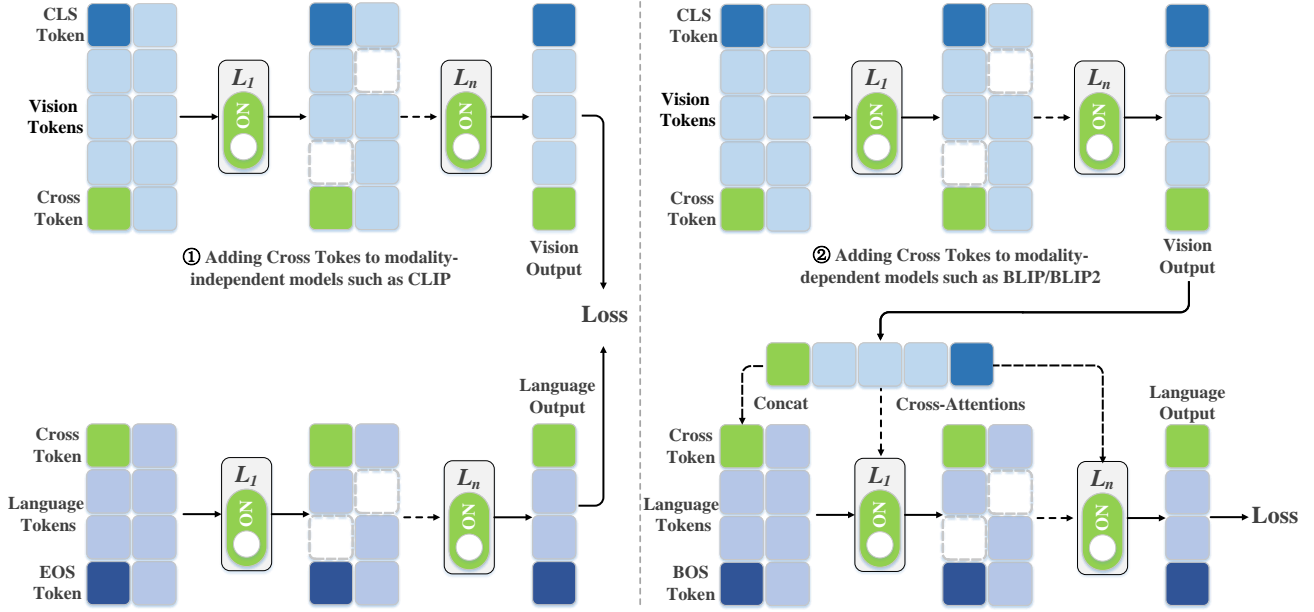 CLS
Token
Vision
Tokens
Cross
Token
L1
ON
Ln
ON
Vision
Output
① Adding Cross Tokes to modality-
independent models such as CLIP
Loss
Language
Output
Cross
Token
Language
Tokens
EOS
Token
L1
ON
Ln
ON
CLS
Token
Vision
Tokens
Cross
Token
L1
ON
Ln
ON
Vision
Output
② Adding Cross Tokes to modality-
dependent models such as BLIP/BLIP2
Concat
Cross-Attentions
Language
Output
Cross
Token
Language
Tokens
BOS
Token
L1
ON
Ln
ON
Loss